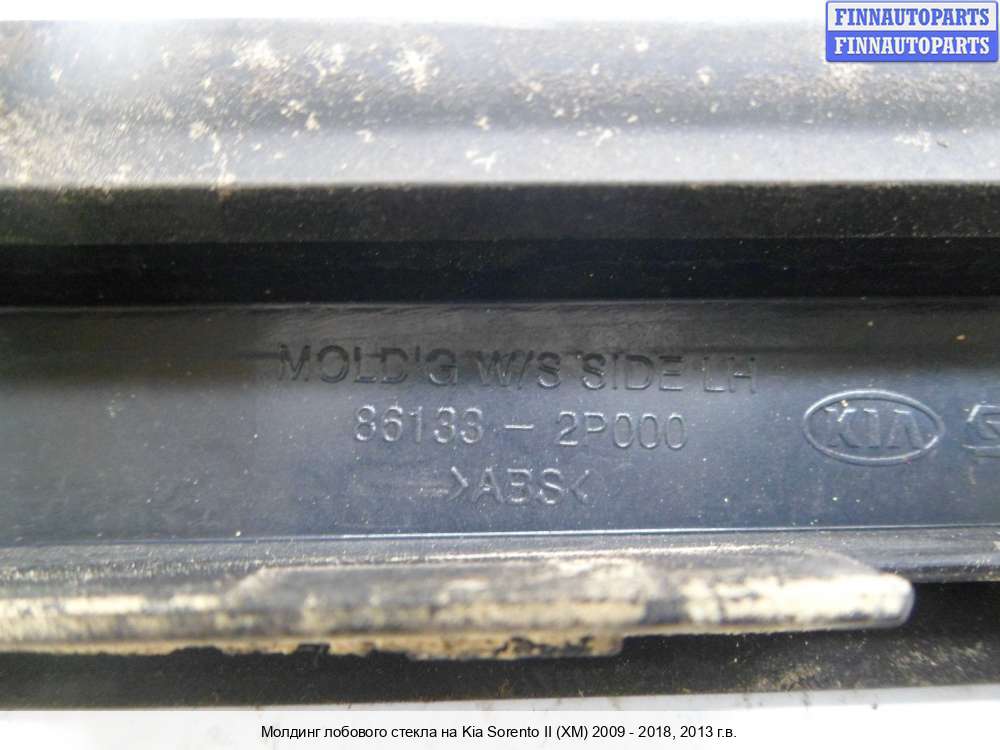 FINNAUTOPARTS
FINNAUTOPARTS
MOLD'G W/S SIDE LH
86133 - 2P000
>ABS<
KIA
Молдинг лобового стекла на Kia Sorento II (XM) 2009 - 2018, 2013 г.в.